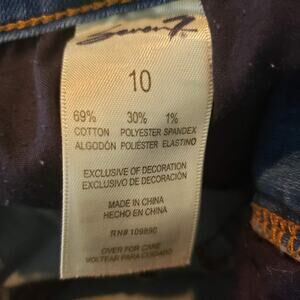 Seven7
10
69% 30% 1%
COTTON POLYESTER SPANDEX
ALGODÓN POLIÉSTER ELASTINO
EXCLUSIVE OF DECORATION
EXCLUSIVO DE DECORACIÓN
MADE IN CHINA
HECHO EN CHINA
RN# 109890
OVER FOR CARE
VOLTEAR PARA CUIDADO